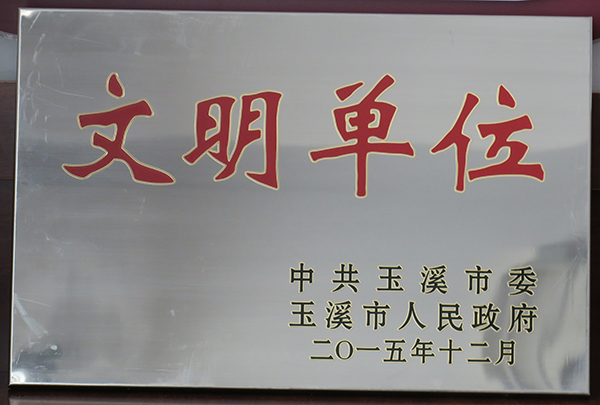 文明单位
中共玉溪市委
玉溪市人民政府
二〇一五年十二月